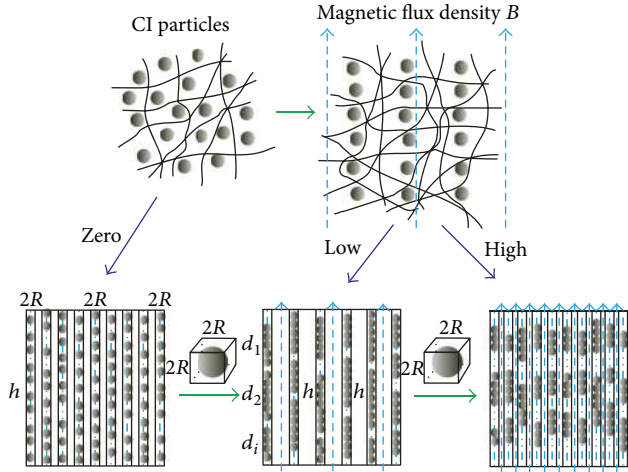 CI particles
Magnetic flux density B
Zero
Low
High
2R 2R 2R
h
2R
2R
d1
d2
di
h h
2R
2R